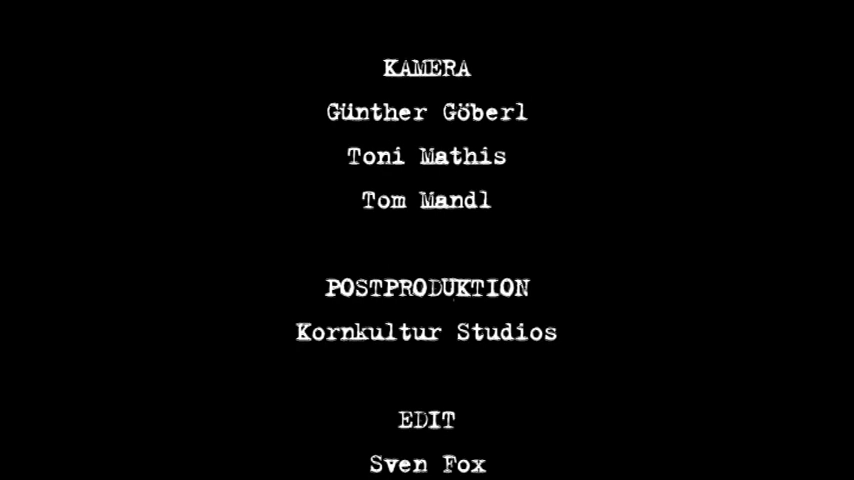 KAMERA
Günther Göberl
Toni Mathis
Tom Mandl
POSTPRODUKTION
Kornkultur Studios
EDIT
Sven Fox